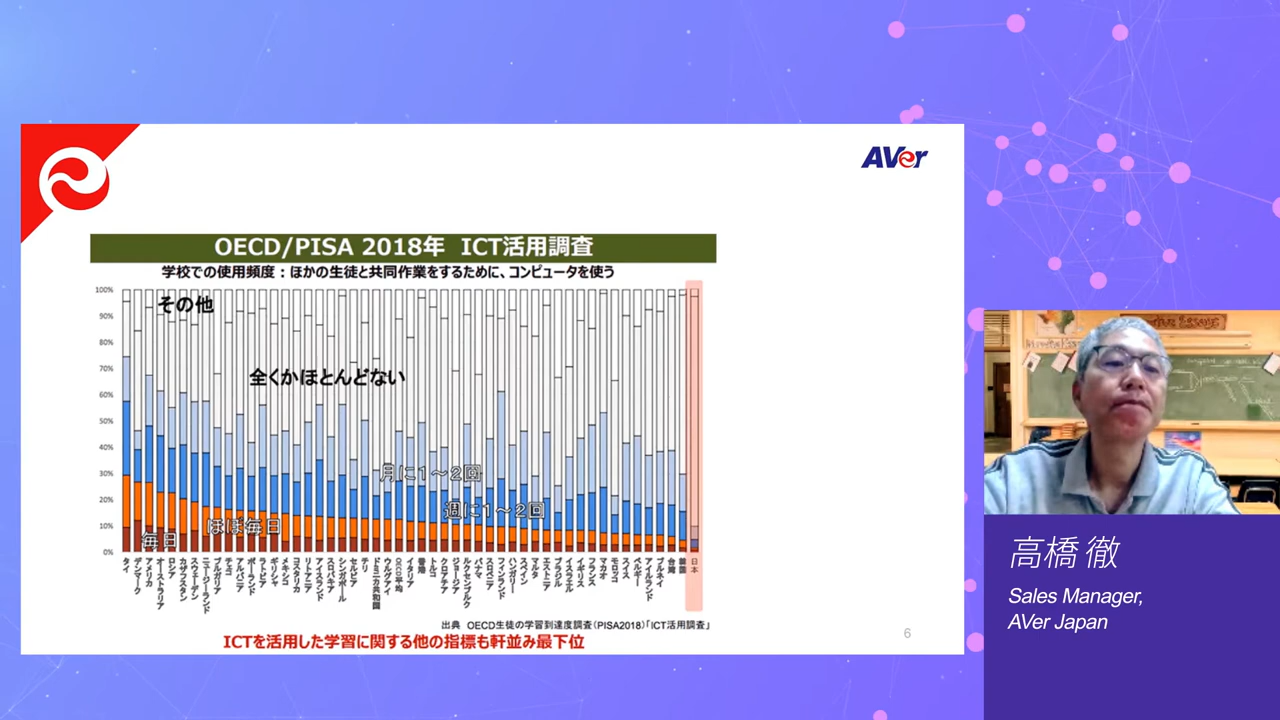 AVer
OECD/PISA 2018年 ICT活用調査
学校での使用頻度：ほかの生徒と共同作業をするために、コンピュータを使う
100%
90%
80%
70%
60%
50%
40%
30%
20%
10%
0%
その他
全くかほとんどない
月に１～２回
週に１～２回
ほぼ毎日
毎日
タイ
デンマーク
アメリカ
オーストラリア
ロシア
カザフスタン
スウェーデン
ニュージーランド
ブルガリア
チェコ
アルバニア
ポーランド
ラトビア
ギリシャ
メキシコ
コスタリカ
リトアニア
アイスランド
スロバキア
シンガポール
セルビア
チリ
ドミニカ共和国
ウルグアイ
OECD平均
イタリア
香港
トルコ
クロアチア
ジョージア
ルクセンブルク
パナマ
スロベニア
フィンランド
ハンガリー
スペイン
マルタ
エストニア
ブラジル
イスラエル
イギリス
フランス
マカオ
モロッコ
スイス
ベルギー
アイルランド
ブルネイ
台湾
韓国
日本
出典 OECD生徒の学習到達度調査(PISA2018)「ICT活用調査」
ICTを活用した学習に関する他の指標も軒並み最下位
6
高橋 徹
Sales Manager,
AVer Japan